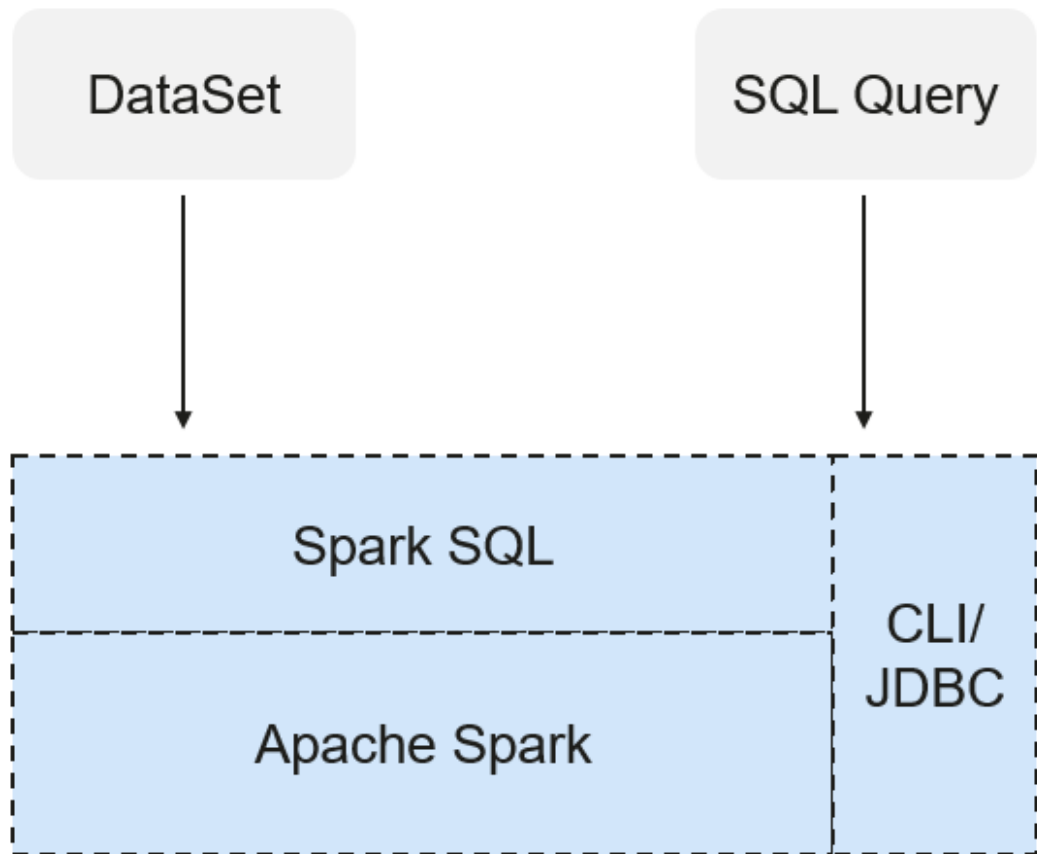 DataSet
SQL Query
Spark SQL
CLI/
JDBC
Apache Spark